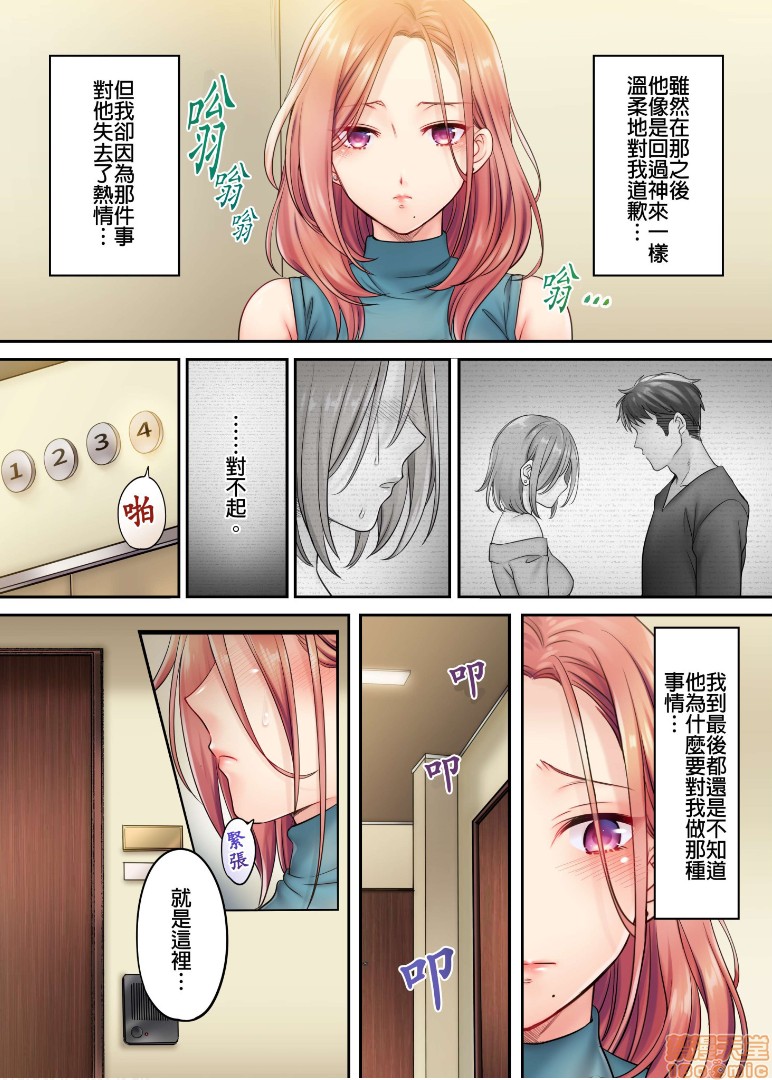 雖然在那之後
他像是回過神來一樣
溫柔地對我道歉…
嗡…
嗡
嗡
嗡
但我卻因為那件事
對他失去了熱情…
……對不起。
1
2
3
4
啪
我到最後都還是不知道
他為什麼要對我做那種
事情…
叩
叩
叩
緊張
就是這裡…